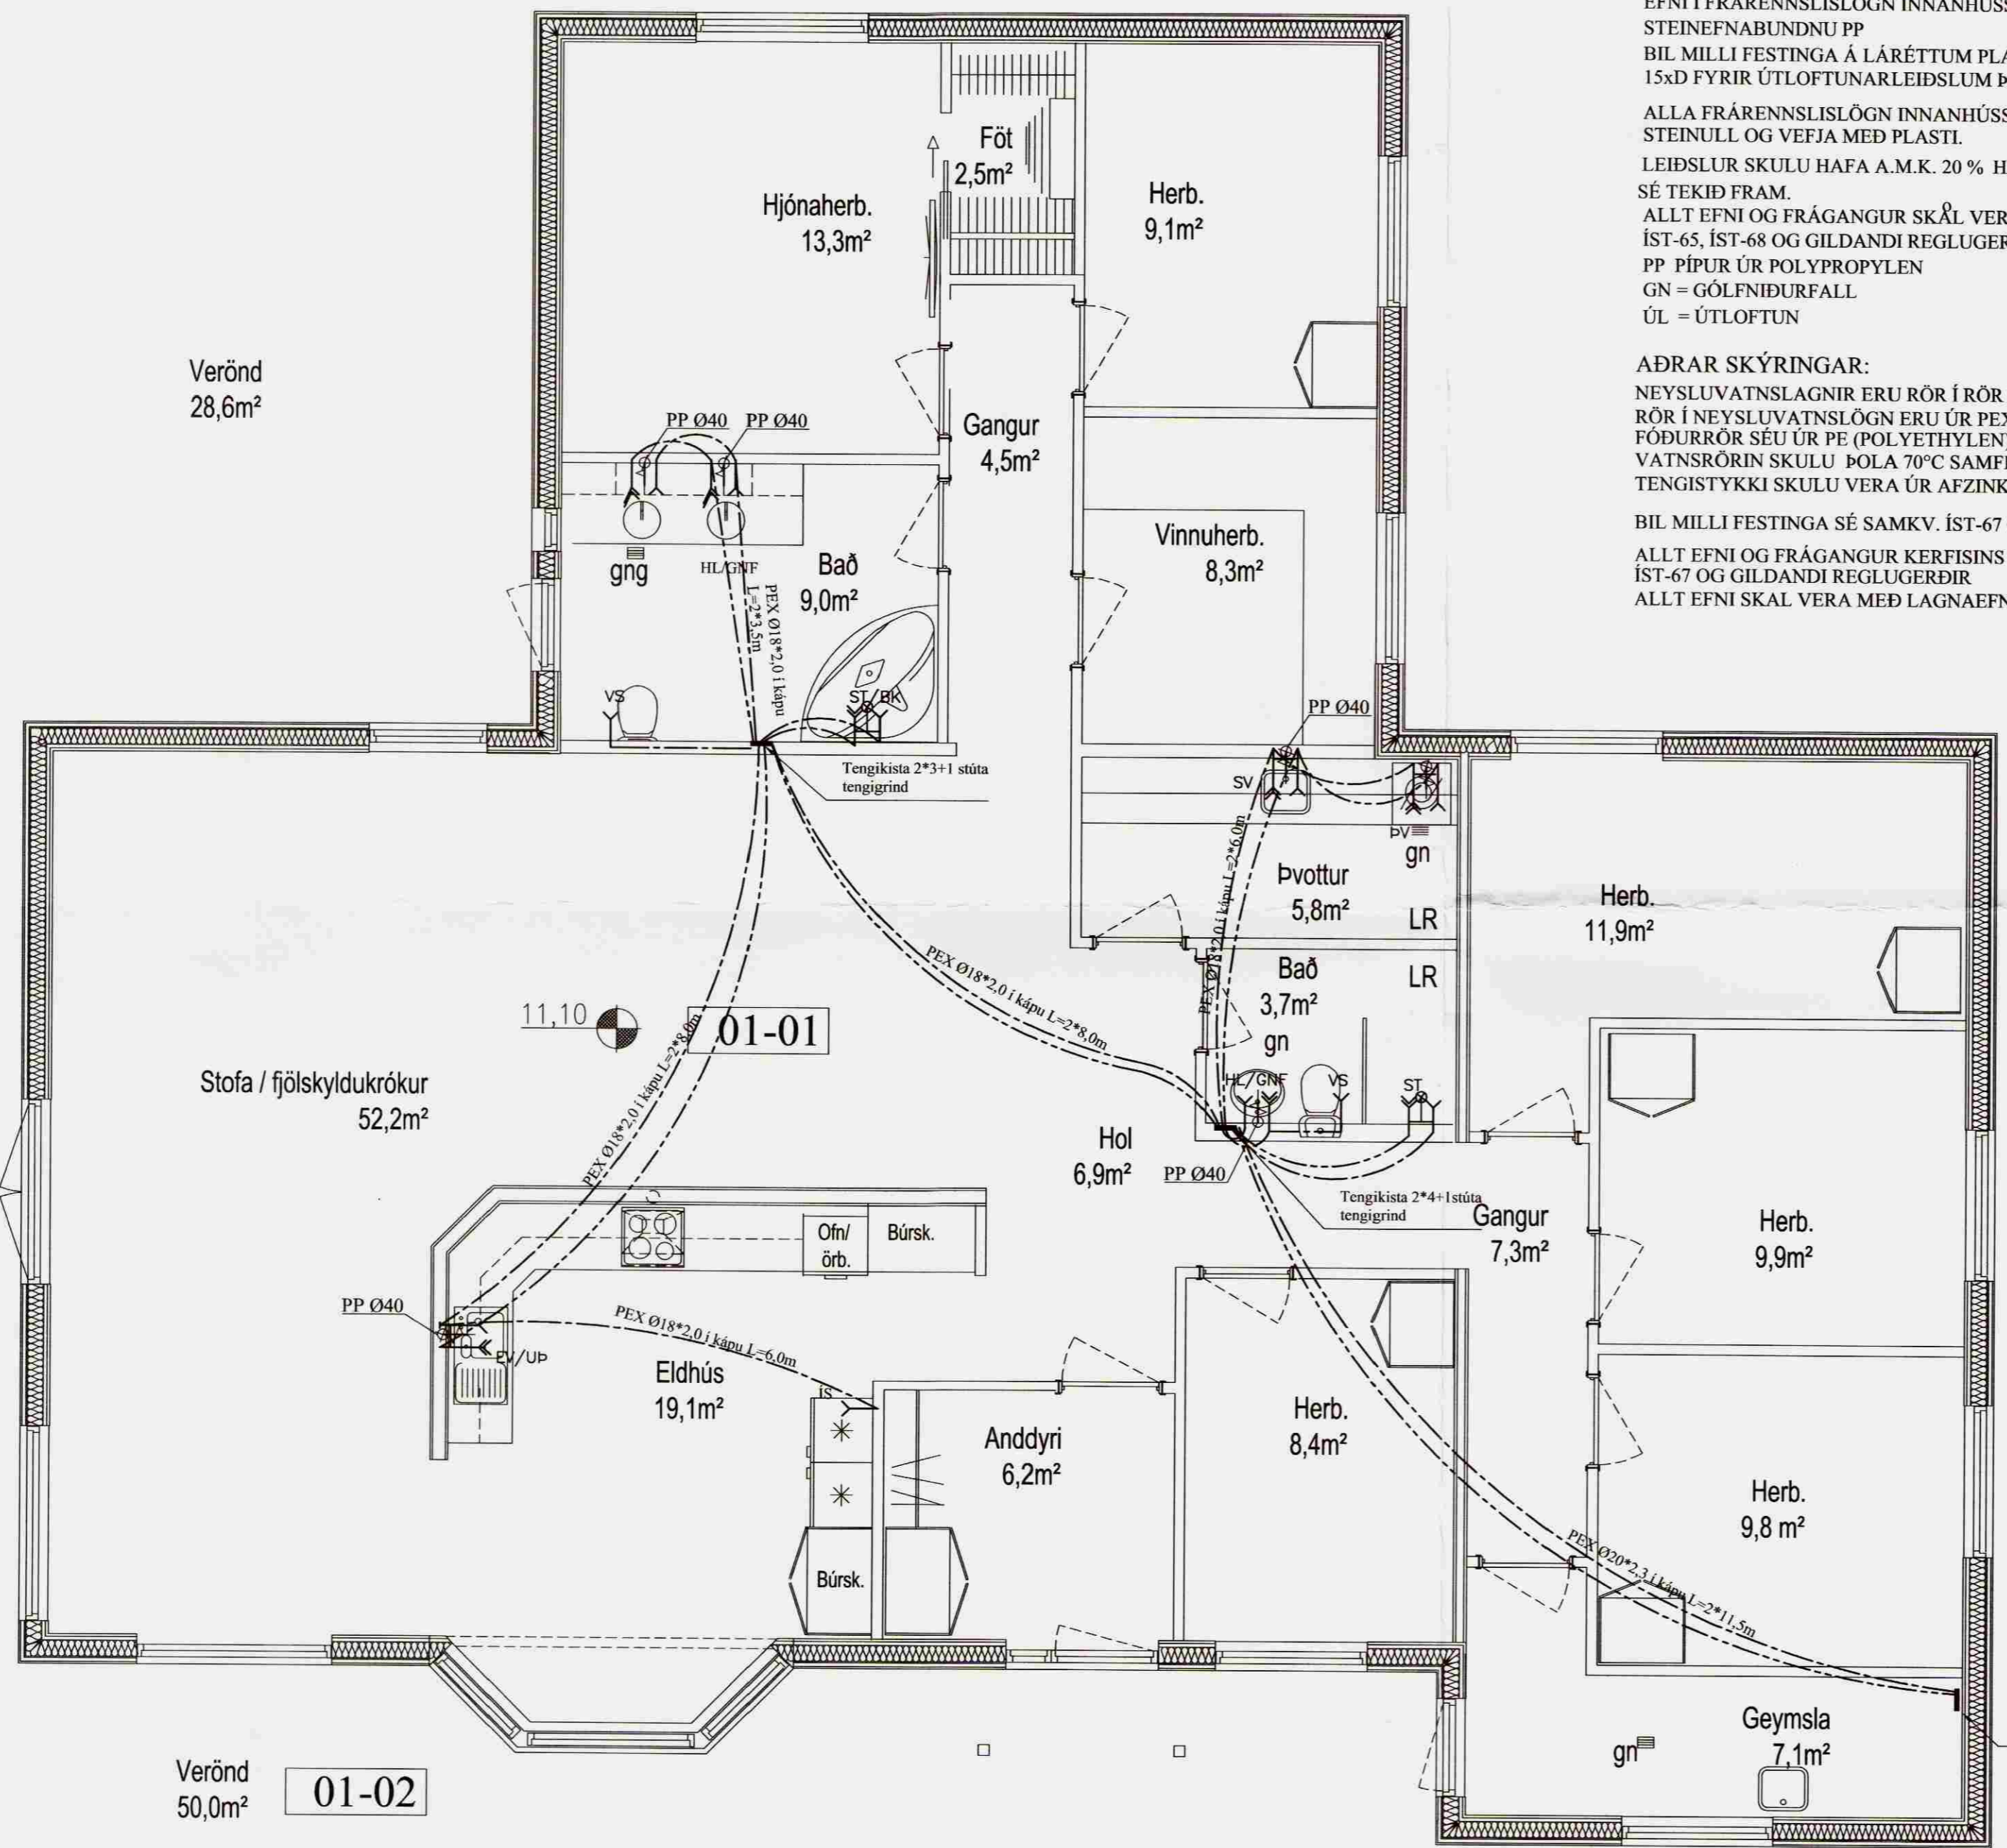 EFNI Í FRÁRENNSLISLÖGN INNANHÚSS
STEINEFNABUNDNU PP
BIL MILLI FESTINGA Á LÁRÉTTUM
15xD FYRIR ÚTLOFTUNARLEIÐSLUM
ALLA FRÁRENNSLISLÖGN INNANHÚSS
STEINULL OG VEFJA MEÐ PLASTI.
LEIÐSLUR SKULU HAFA A.M.K. 20 %
SÉ TEKIÐ FRAM.
ALLT EFNI OG FRÁGANGUR SKAL
ÍST-65, ÍST-68 OG GILDANDI
PP PÍPUR ÚR POLYPROPYLEN
GN = GÓLFNIÐURFALL
ÚL = ÚTLOFTUN
AÐRAR SKÝRINGAR:
NEYSLUVATNSLAGNIR ERU RÖR Í RÖR
RÖR Í NEYSLUVATNSLÖGN ERU ÚR PEX
FÓÐURRÖR SÉU ÚR PE (POLYETHYLEN)
VATNSRÖRIN SKULU ÞOLA 70°C
TENGISTYKKI SKULU VERA ÚR
BIL MILLI FESTINGA SÉ SAMKV. ÍST-67
ALLT EFNI OG FRÁGANGUR KERFISINS
ÍST-67 OG GILDANDI REGLUGERÐIR
ALLT EFNI SKAL VERA MEÐ
Föt
2,5m²
Hjónaherb.
13,3m²
Herb.
9,1m²
Verönd
28,6m²
PP Ø40
PP Ø40
Gangur
4,5m²
gng
HL/GNF
Bað
9,0m²
PEX Ø18*2,0 í kápu
L=2*3,5m
Vinnuherb.
8,3m²
VS
ST/BK
PP Ø40
Tengikista 2*3+1 stúta
tengigrind
SV
ÞV
gn
Þvottur
5,8m²
LR
PEX Ø18*2,0 í kápu L=2*6,0m
Herb.
11,9m²
Bað
3,7m²
LR
gn
PEX Ø18*2,0 í kápu L=2*8,0m
11,10
01-01
PEX Ø18*2,0 í kápu L=2*8,0m
Stofa / fjölskyldukrókur
52,2m²
HL/GNF
VS
ST
Hol
6,9m²
PP Ø40
Tengikista 2*4+1stúta
tengigrind
Gangur
7,3m²
Herb.
9,9m²
Ofn/
örb.
Búrsk.
PP Ø40
EV/UÞ
PEX Ø18*2,0 í kápu L=6,0m
Eldhús
19,1m²
ÍS
Anddyri
6,2m²
Herb.
8,4m²
Herb.
9,8 m²
Búrsk.
PEX Ø20*2,3 í kápu L=2*11,5m
Geymsla
7,1m²
gn
Verönd
50,0m²
01-02